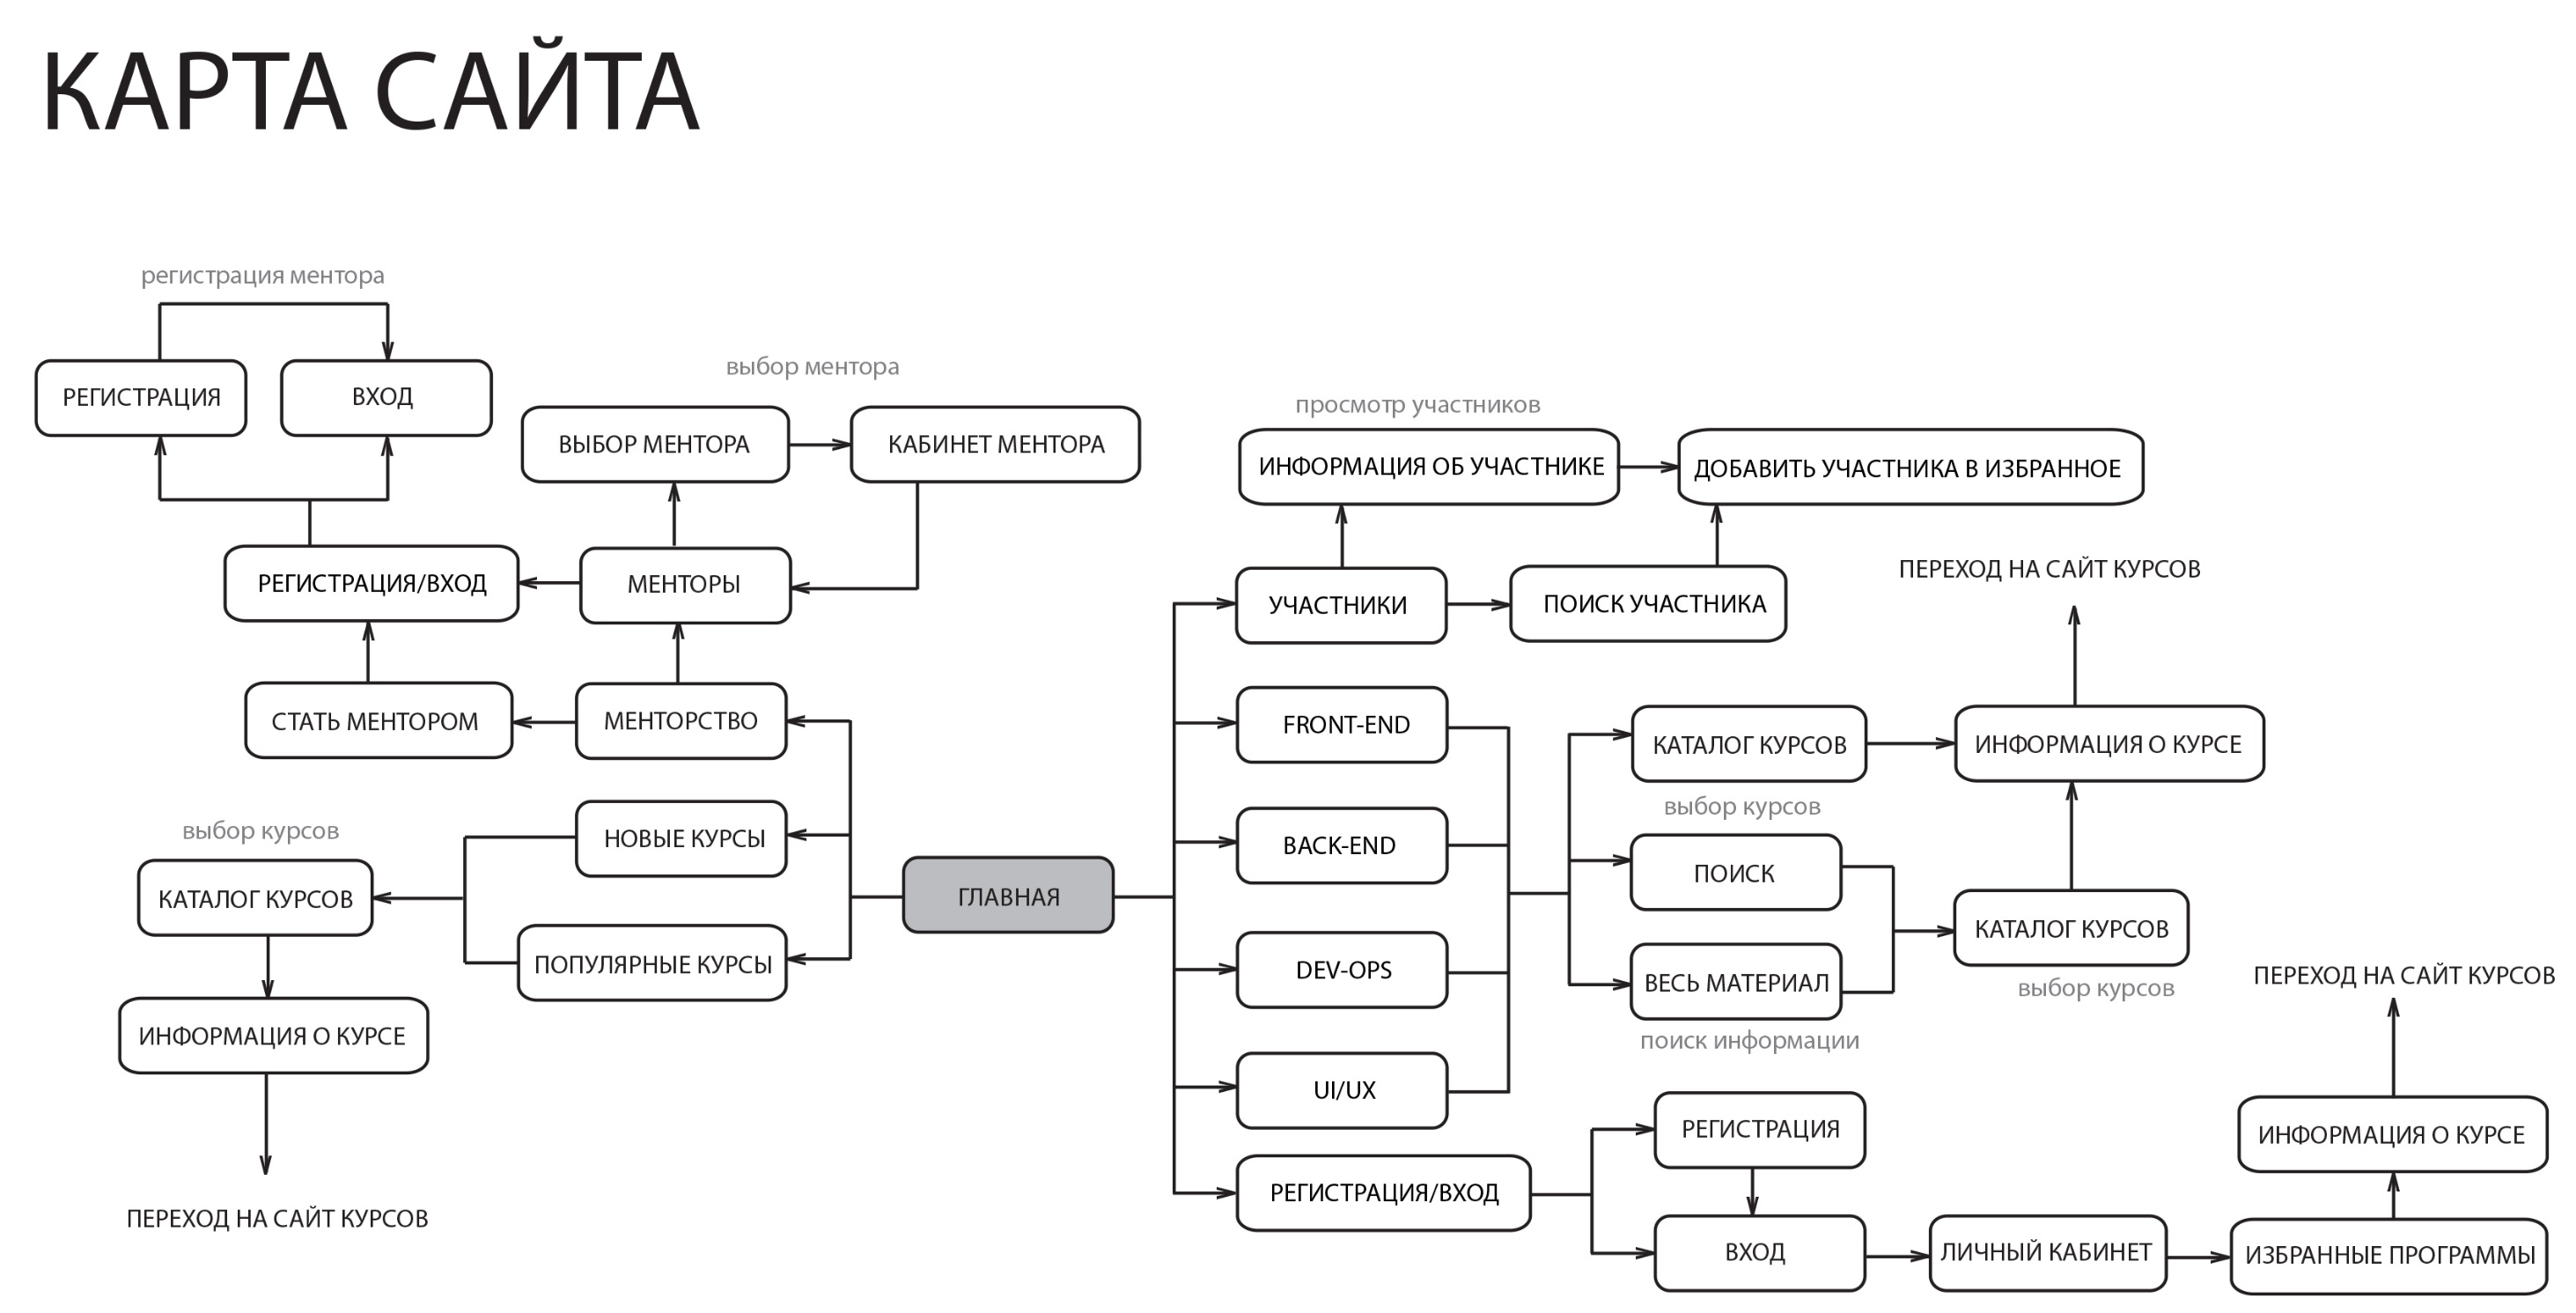 КАРТА САЙТА
регистрация ментора
РЕГИСТРАЦИЯ
ВХОД
выбор ментора
ВЫБОР МЕНТОРА
КАБИНЕТ МЕНТОРА
РЕГИСТРАЦИЯ/ВХОД
МЕНТОРЫ
СТАТЬ МЕНТОРОМ
МЕНТОРСТВО
выбор курсов
НОВЫЕ КУРСЫ
КАТАЛОГ КУРСОВ
ПОПУЛЯРНЫЕ КУРСЫ
ИНФОРМАЦИЯ О КУРСЕ
ПЕРЕХОД НА САЙТ КУРСОВ
ГЛАВНАЯ
просмотр участников
ИНФОРМАЦИЯ ОБ УЧАСТНИКЕ
ДОБАВИТЬ УЧАСТНИКА В ИЗБРАННОЕ
УЧАСТНИКИ
ПОИСК УЧАСТНИКА
ПЕРЕХОД НА САЙТ КУРСОВ
FRONT-END
BACK-END
DEV-OPS
UI/UX
КАТАЛОГ КУРСОВ
ИНФОРМАЦИЯ О КУРСЕ
выбор курсов
ПОИСК
ВЕСЬ МАТЕРИАЛ
поиск информации
КАТАЛОГ КУРСОВ
выбор курсов
РЕГИСТРАЦИЯ/ВХОД
РЕГИСТРАЦИЯ
ВХОД
ЛИЧНЫЙ КАБИНЕТ
ИЗБРАННЫЕ ПРОГРАММЫ
ИНФОРМАЦИЯ О КУРСЕ
ПЕРЕХОД НА САЙТ КУРСОВ